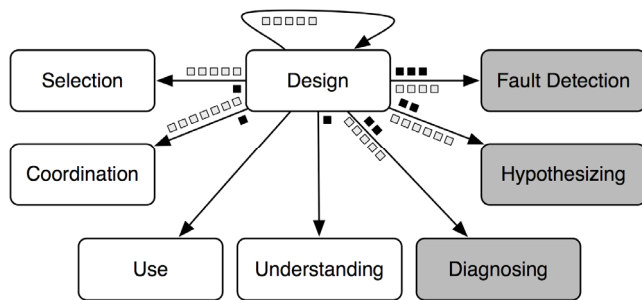 Selection
Design
Fault Detection
Coordination
Hypothesizing
Use
Understanding
Diagnosing